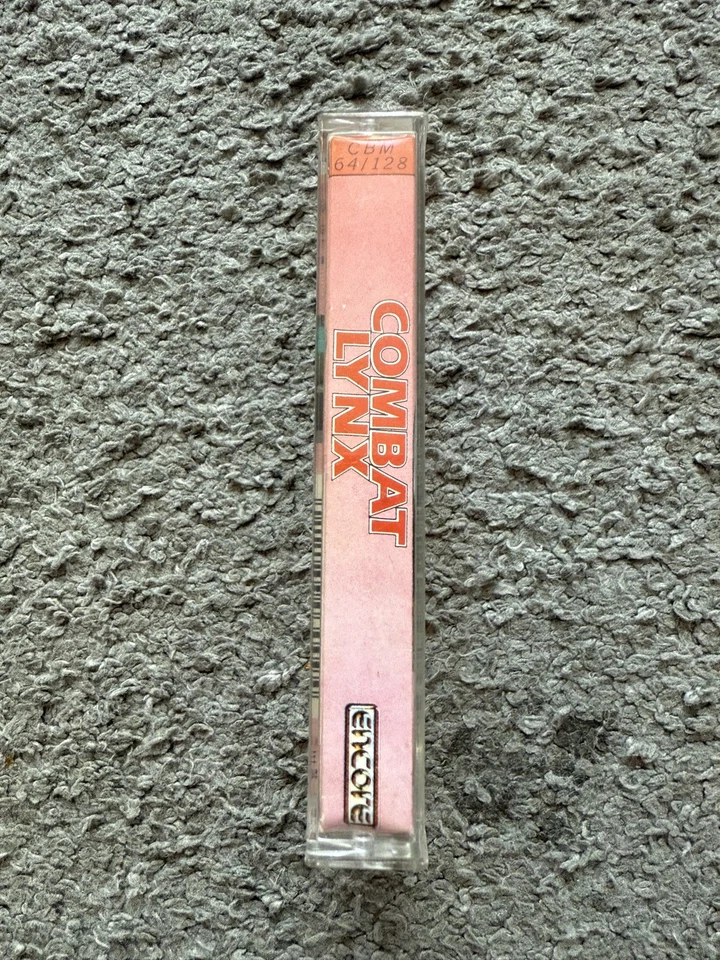 CBM
64/128
COMBAT
LYNX
encore